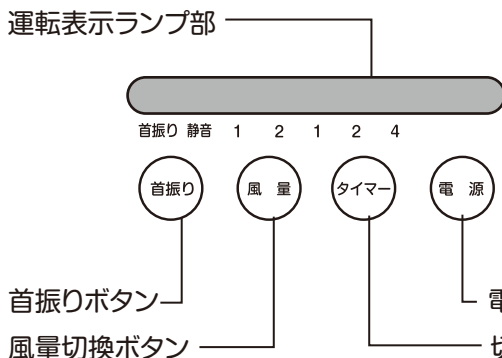 運転表示ランプ部
首振り 静音 1 2 1 2 4
首振り 風量 タイマー 電源
首振りボタン 電
風量切換ボタン 切